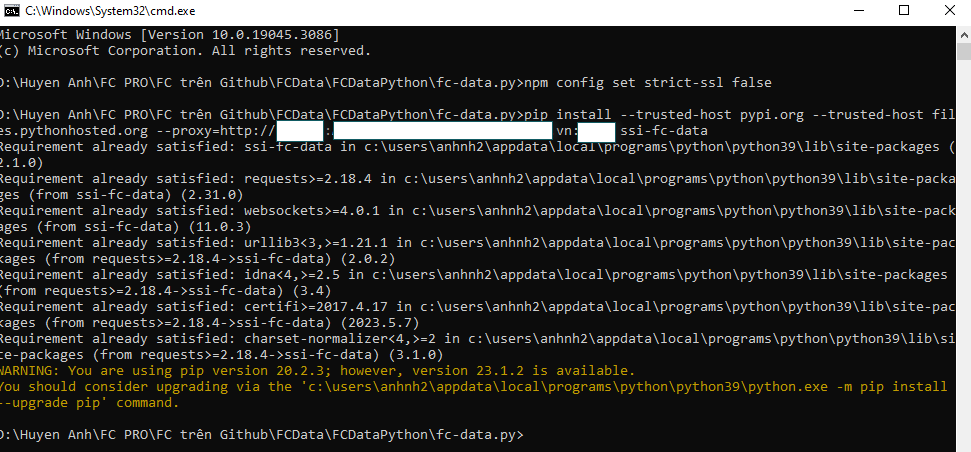 C:\Windows\System32\cmd.exe
Microsoft Windows [Version 10.0.19045.3086]
(c) Microsoft Corporation. All rights reserved.
D:\Huyen Anh\FC PRO\FC trên Github\FCData\FCDataPython\fc-data.py>npm config set strict-ssl false
D:\Huyen Anh\FC PRO\FC trên Github\FCData\FCDataPython\fc-data.py>pip install --trusted-host pypi.org --trusted-host fil
es.pythonhosted.org --proxy=http:// : vn: ssi-fc-data
Requirement already satisfied: ssi-fc-data in c:\users\anhnh2\appdata\local\programs\python\python39\lib\site-packages (
2.1.0)
Requirement already satisfied: requests>=2.18.4 in c:\users\anhnh2\appdata\local\programs\python\python39\lib\site-packa
ges (from ssi-fc-data) (2.31.0)
Requirement already satisfied: websockets>=4.0.1 in c:\users\anhnh2\appdata\local\programs\python\python39\lib\site-pack
ages (from ssi-fc-data) (11.0.3)
Requirement already satisfied: urllib3<3,>=1.21.1 in c:\users\anhnh2\appdata\local\programs\python\python39\lib\site-pac
kages (from requests>=2.18.4->ssi-fc-data) (2.0.2)
Requirement already satisfied: idna<4,>=2.5 in c:\users\anhnh2\appdata\local\programs\python\python39\lib\site-packages
(from requests>=2.18.4->ssi-fc-data) (3.4)
Requirement already satisfied: certifi>=2017.4.17 in c:\users\anhnh2\appdata\local\programs\python\python39\lib\site-pac
kages (from requests>=2.18.4->ssi-fc-data) (2023.5.7)
Requirement already satisfied: charset-normalizer<4,>=2 in c:\users\anhnh2\appdata\local\programs\python\python39\lib\si
te-packages (from requests>=2.18.4->ssi-fc-data) (3.1.0)
WARNING: You are using pip version 20.2.3; however, version 23.1.2 is available.
You should consider upgrading via the 'c:\users\anhnh2\appdata\local\programs\python\python39\python.exe -m pip install
--upgrade pip' command.
D:\Huyen Anh\FC PRO\FC trên Github\FCData\FCDataPython\fc-data.py>